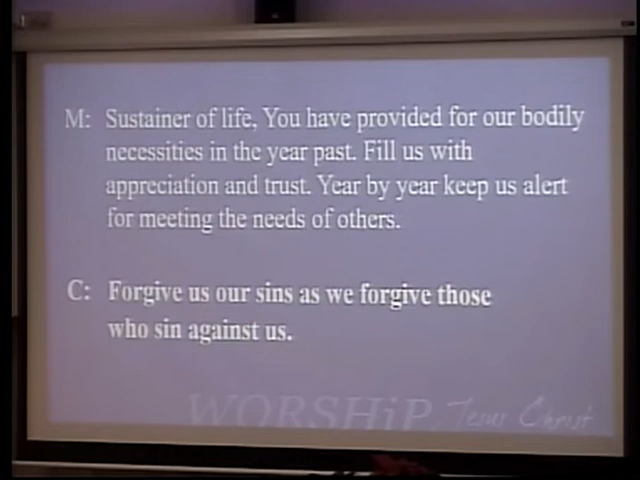 M: Sustainer of life, You have provided for our bodily
necessities in the year past. Fill us with
appreciation and trust. Year by year keep us alert
for meeting the needs of others.
C: Forgive us our sins as we forgive those
who sin against us.
WORSHiP Jesus Christ